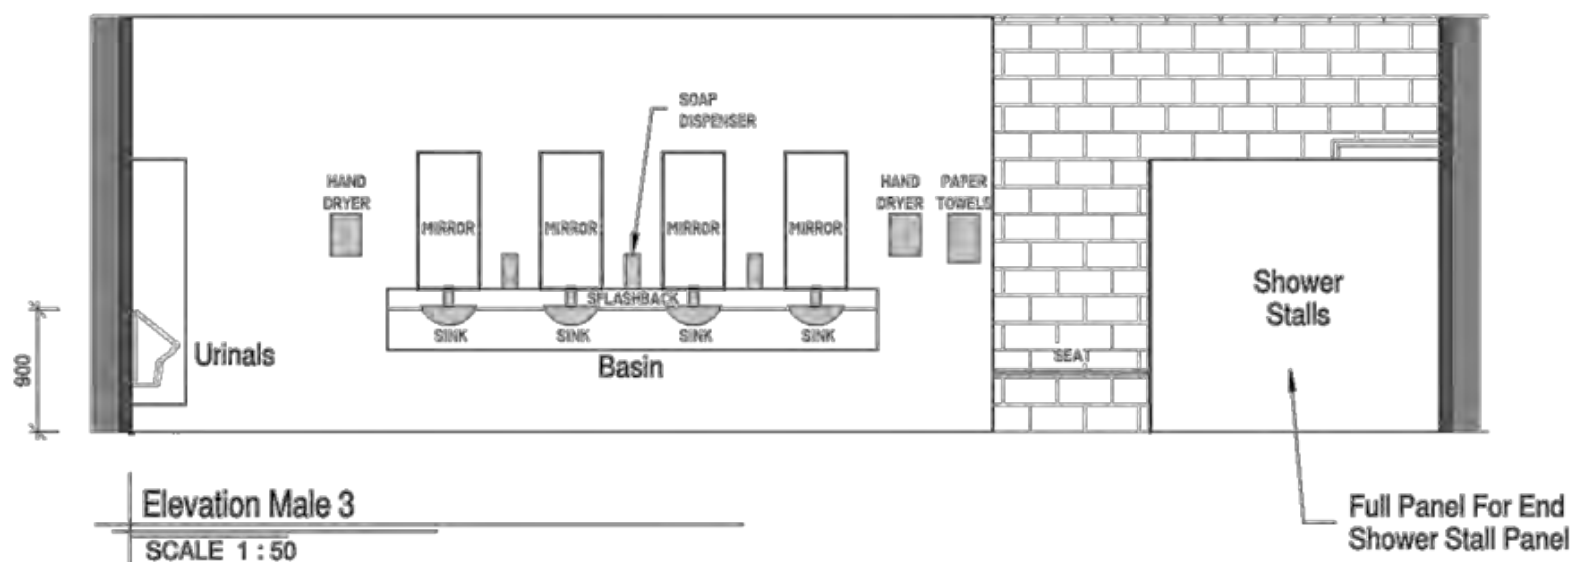 SOAP
DISPENSER
HAND
DRYER
HAND
DRYER
PAPER
TOWELS
MIRROR
MIRROR
MIRROR
MIRROR
SPLASHBACK
SINK
SINK
SINK
SINK
Urinals
Basin
SEAT
Shower
Stalls
900
Elevation Male 3
SCALE 1 : 50
Full Panel For End
Shower Stall Panel